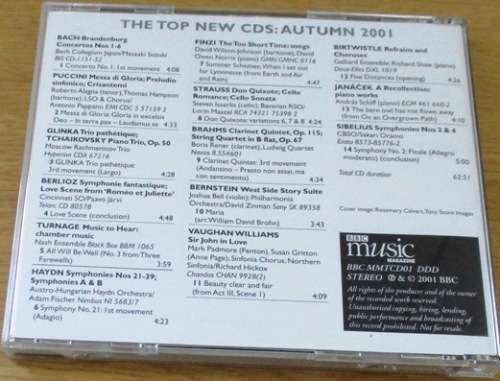 THE TOP NEW CDS: AUTUMN 2001
BACH Brandenburg
Concertos Nos 1-6
Bach Collegium Japan/Masaaki Suzuki
BIS CD-1151-52
1 Concerto No. 1: 1st movement 4:08
PUCCINI Messa di Gloria; Preludio
sinfonico; Crisantemi
Roberto Alagna (tenor), Thomas Hampson
(baritone); LSO & Chorus/
Antonio Pappano EMI CDC 5 57159 2
2 Messa di Gloria: Gloria in excelsis
Deo – In terra pax – Laudamus te 4:33
GLINKA Trio pathétique;
TCHAIKOVSKY Piano Trio, Op. 50
Moscow Rachmaninov Trio
Hyperion CDA 67216
3 GLINKA Trio pathétique:
3rd movement (Largo) 4:28
BERLIOZ Symphonie fantastique;
Love Scene from 'Roméo et Juliette'
Cincinnati SO/Paavo Järvi
Telarc CD 80578
4 Love Scene (conclusion) 4:48
TURNAGE Music to Hear:
chamber music
Nash Ensemble Black Box BBM 1065
5 All Will Be Well (No. 3 from Three
Farewells) 3:59
HAYDN Symphonies Nos 21-39;
Symphonies A & B
Austro-Hungarian Haydn Orchestra/
Adam Fischer Nimbus NI 5683/7
6 Symphony No. 21: 1st movement
(Adagio) 4:23
FINZI The Too Short Time: songs
David Wilson-Johnson (baritone), David
Owen Norris (piano) GMN GMNC 0116
7 Summer Schemes; When I set out
for Lyonnesse (from Earth and Air
and Rain) 4:31
STRAUSS Don Quixote; Cello
Sonata; Romance
Steven Isserlis (cello); Bavarian RSO/
Lorin Maazel RCA 74321 75398 2
8 Don Quixote: variations 6, 7 & 8
BRAHMS Clarinet Quintet, Op. 115;
String Quartet in B flat, Op. 67
Boris Rener (clarinet), Ludwig Quartet
Naxos 8.554601
9 Clarinet Quintet: 3rd movement
(Andantino – Presto non assai, ma
con sentimento)
BERNSTEIN West Side Story Suite
Joshua Bell (violin); Philharmonia
Orchestra/David Zinman Sony SK 89358
10 Maria
(arr William David Brohn) 3:43
VAUGHAN WILLIAMS
Sir John in Love
Mark Padmore (Fenton), Susan Gritton
(Anne Page); Sinfonia Chorus, Northern
Sinfonia/Richard Hickox
Chandos CHAN 9928(2)
11 Beauty clear and fair
(from Act III, Scene 1) 4:09
BIRTWISTLE Refrains and
Choruses
Galliard Ensemble; Richard Shaw (piano)
Deux-Elles DXL 1019
12 Five Distances (opening) 4:26
JANÁČEK A Recollection:
piano works
András Schiff (piano) ECM 461 660-2
13 The barn owl has not flown away
(from On an Overgrown Path)
SIBELIUS Symphonies Nos 2 & 4
CBSO/Sakari Oramo
Erato 8573-85776-2
14 Symphony No. 2: Finale (Allegro
moderato) (conclusion) 5:00
Total CD duration 62:51
Cover image: Rosemary Calvert, Tony Stone Images
BBC
music
MAGAZINE
BBC MMTCD01 DDD
STEREO ℗ & © 2001 BBC
All rights of the producer and of the owner
of the recorded work reserved.
Unauthorised copying, hiring, lending,
public performance and broadcasting of
this record prohibited. Not for resale.